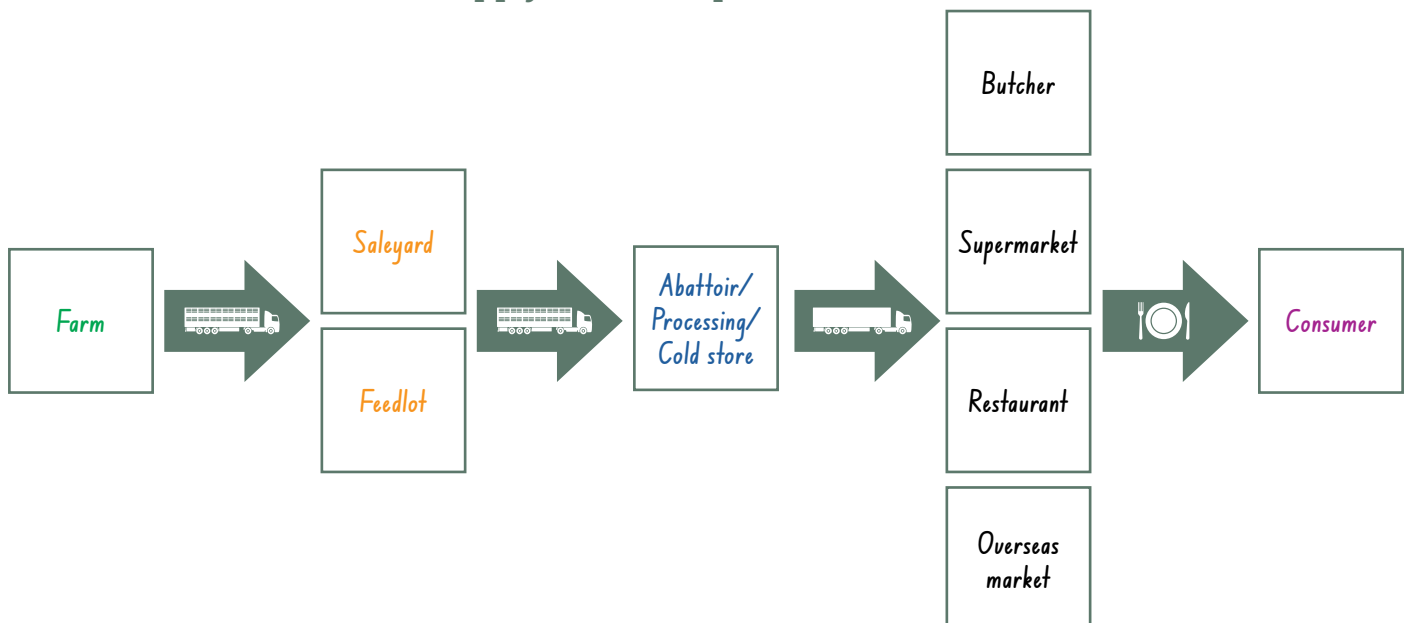 Farm
Saleyard
Feedlot
Abattoir/
Processing/
Cold store
Butcher
Supermarket
Restaurant
Overseas
market
Consumer